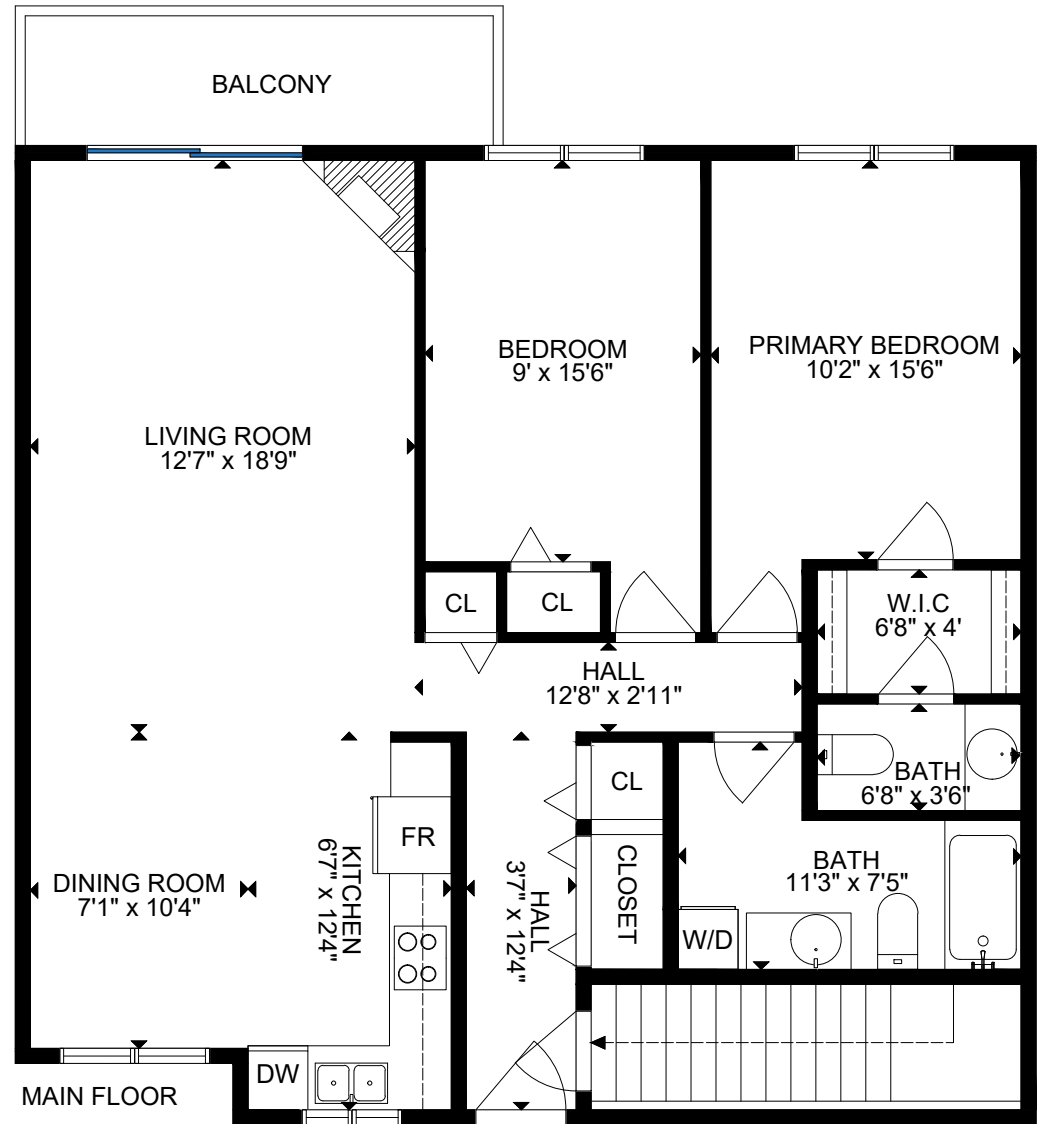 BALCONY
BEDROOM
9' x 15'6"
PRIMARY BEDROOM
10'2" x 15'6"
LIVING ROOM
12'7" x 18'9"
CL
CL
W.I.C
6'8" x 4'
HALL
12'8" x 2'11"
BATH
6'8" x 3'6"
CL
FR
KITCHEN
6'7" x 12'4"
DINING ROOM
7'1" x 10'4"
HALL
3'7" x 12'4"
CLOSET
BATH
11'3" x 7'5"
W/D
DW
MAIN FLOOR